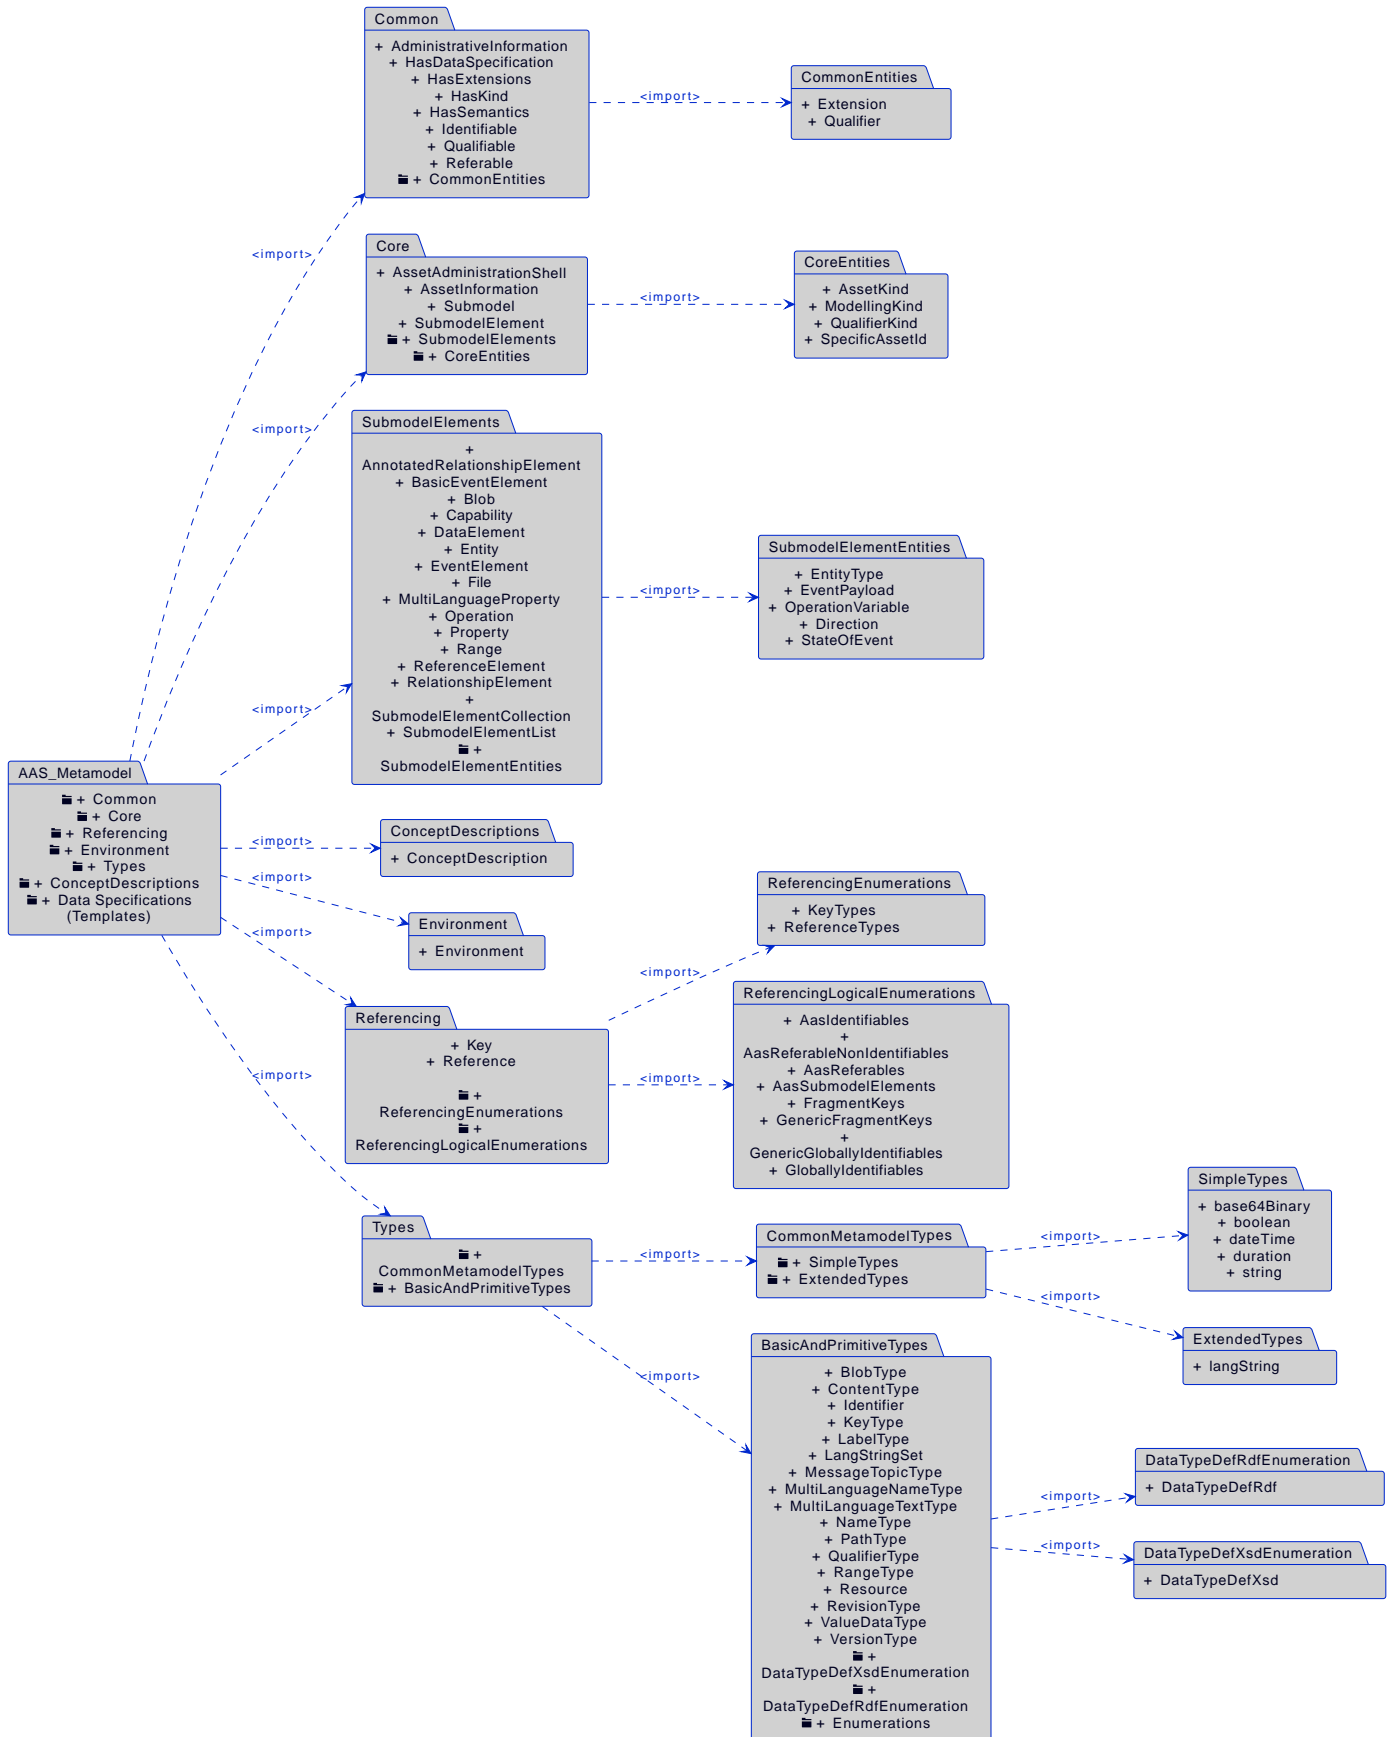 Common
+ AdministrativeInformation
+ HasDataSpecification
+ HasExtensions
+ HasKind
+ HasSemantics
+ Identifiable
+ Qualifiable
+ Referable
+ CommonEntities
<import>
CommonEntities
+ Extension
+ Qualifier
<import>
Core
+ AssetAdministrationShell
+ AssetInformation
+ Submodel
+ SubmodelElement
+ SubmodelElements
+ CoreEntities
<import>
CoreEntities
+ AssetKind
+ ModellingKind
+ QualifierKind
+ SpecificAssetId
<import>
SubmodelElements
+
AnnotatedRelationshipElement
+ BasicEventElement
+ Blob
+ Capability
+ DataElement
+ Entity
+ EventElement
+ File
+ MultiLanguageProperty
+ Operation
+ Property
+ Range
+ ReferenceElement
+ RelationshipElement
+
SubmodelElementCollection
+ SubmodelElementList
+
SubmodelElementEntities
<import>
SubmodelElementEntities
+ EntityType
+ EventPayload
+ OperationVariable
+ Direction
+ StateOfEvent
<import>
AAS_Metamodel
+ Common
+ Core
+ Referencing
+ Environment
+ Types
+ ConceptDescriptions
+ Data Specifications
(Templates)
<import>
ConceptDescriptions
+ ConceptDescription
<import>
Environment
+ Environment
<import>
Referencing
+ Key
+ Reference
+
ReferencingEnumerations
+
ReferencingLogicalEnumerations
<import>
ReferencingEnumerations
+ KeyTypes
+ ReferenceTypes
<import>
ReferencingLogicalEnumerations
+ AasIdentifiables
+
AasReferableNonIdentifiables
+ AasReferables
+ AasSubmodelElements
+ FragmentKeys
+ GenericFragmentKeys
+
GenericGloballyIdentifiables
+ GloballyIdentifiables
<import>
Types
+
CommonMetamodelTypes
+ BasicAndPrimitiveTypes
<import>
CommonMetamodelTypes
+ SimpleTypes
+ ExtendedTypes
<import>
SimpleTypes
+ base64Binary
+ boolean
+ dateTime
+ duration
+ string
<import>
ExtendedTypes
+ langString
<import>
BasicAndPrimitiveTypes
+ BlobType
+ ContentType
+ Identifier
+ KeyType
+ LabelType
+ LangStringSet
+ MessageTopicType
+ MultiLanguageNameType
+ MultiLanguageTextType
+ NameType
+ PathType
+ QualifierType
+ RangeType
+ Resource
+ RevisionType
+ ValueDataType
+ VersionType
+
DataTypeDefXsdEnumeration
+
DataTypeDefRdfEnumeration
+ Enumerations
<import>
DataTypeDefRdfEnumeration
+ DataTypeDefRdf
<import>
DataTypeDefXsdEnumeration
+ DataTypeDefXsd